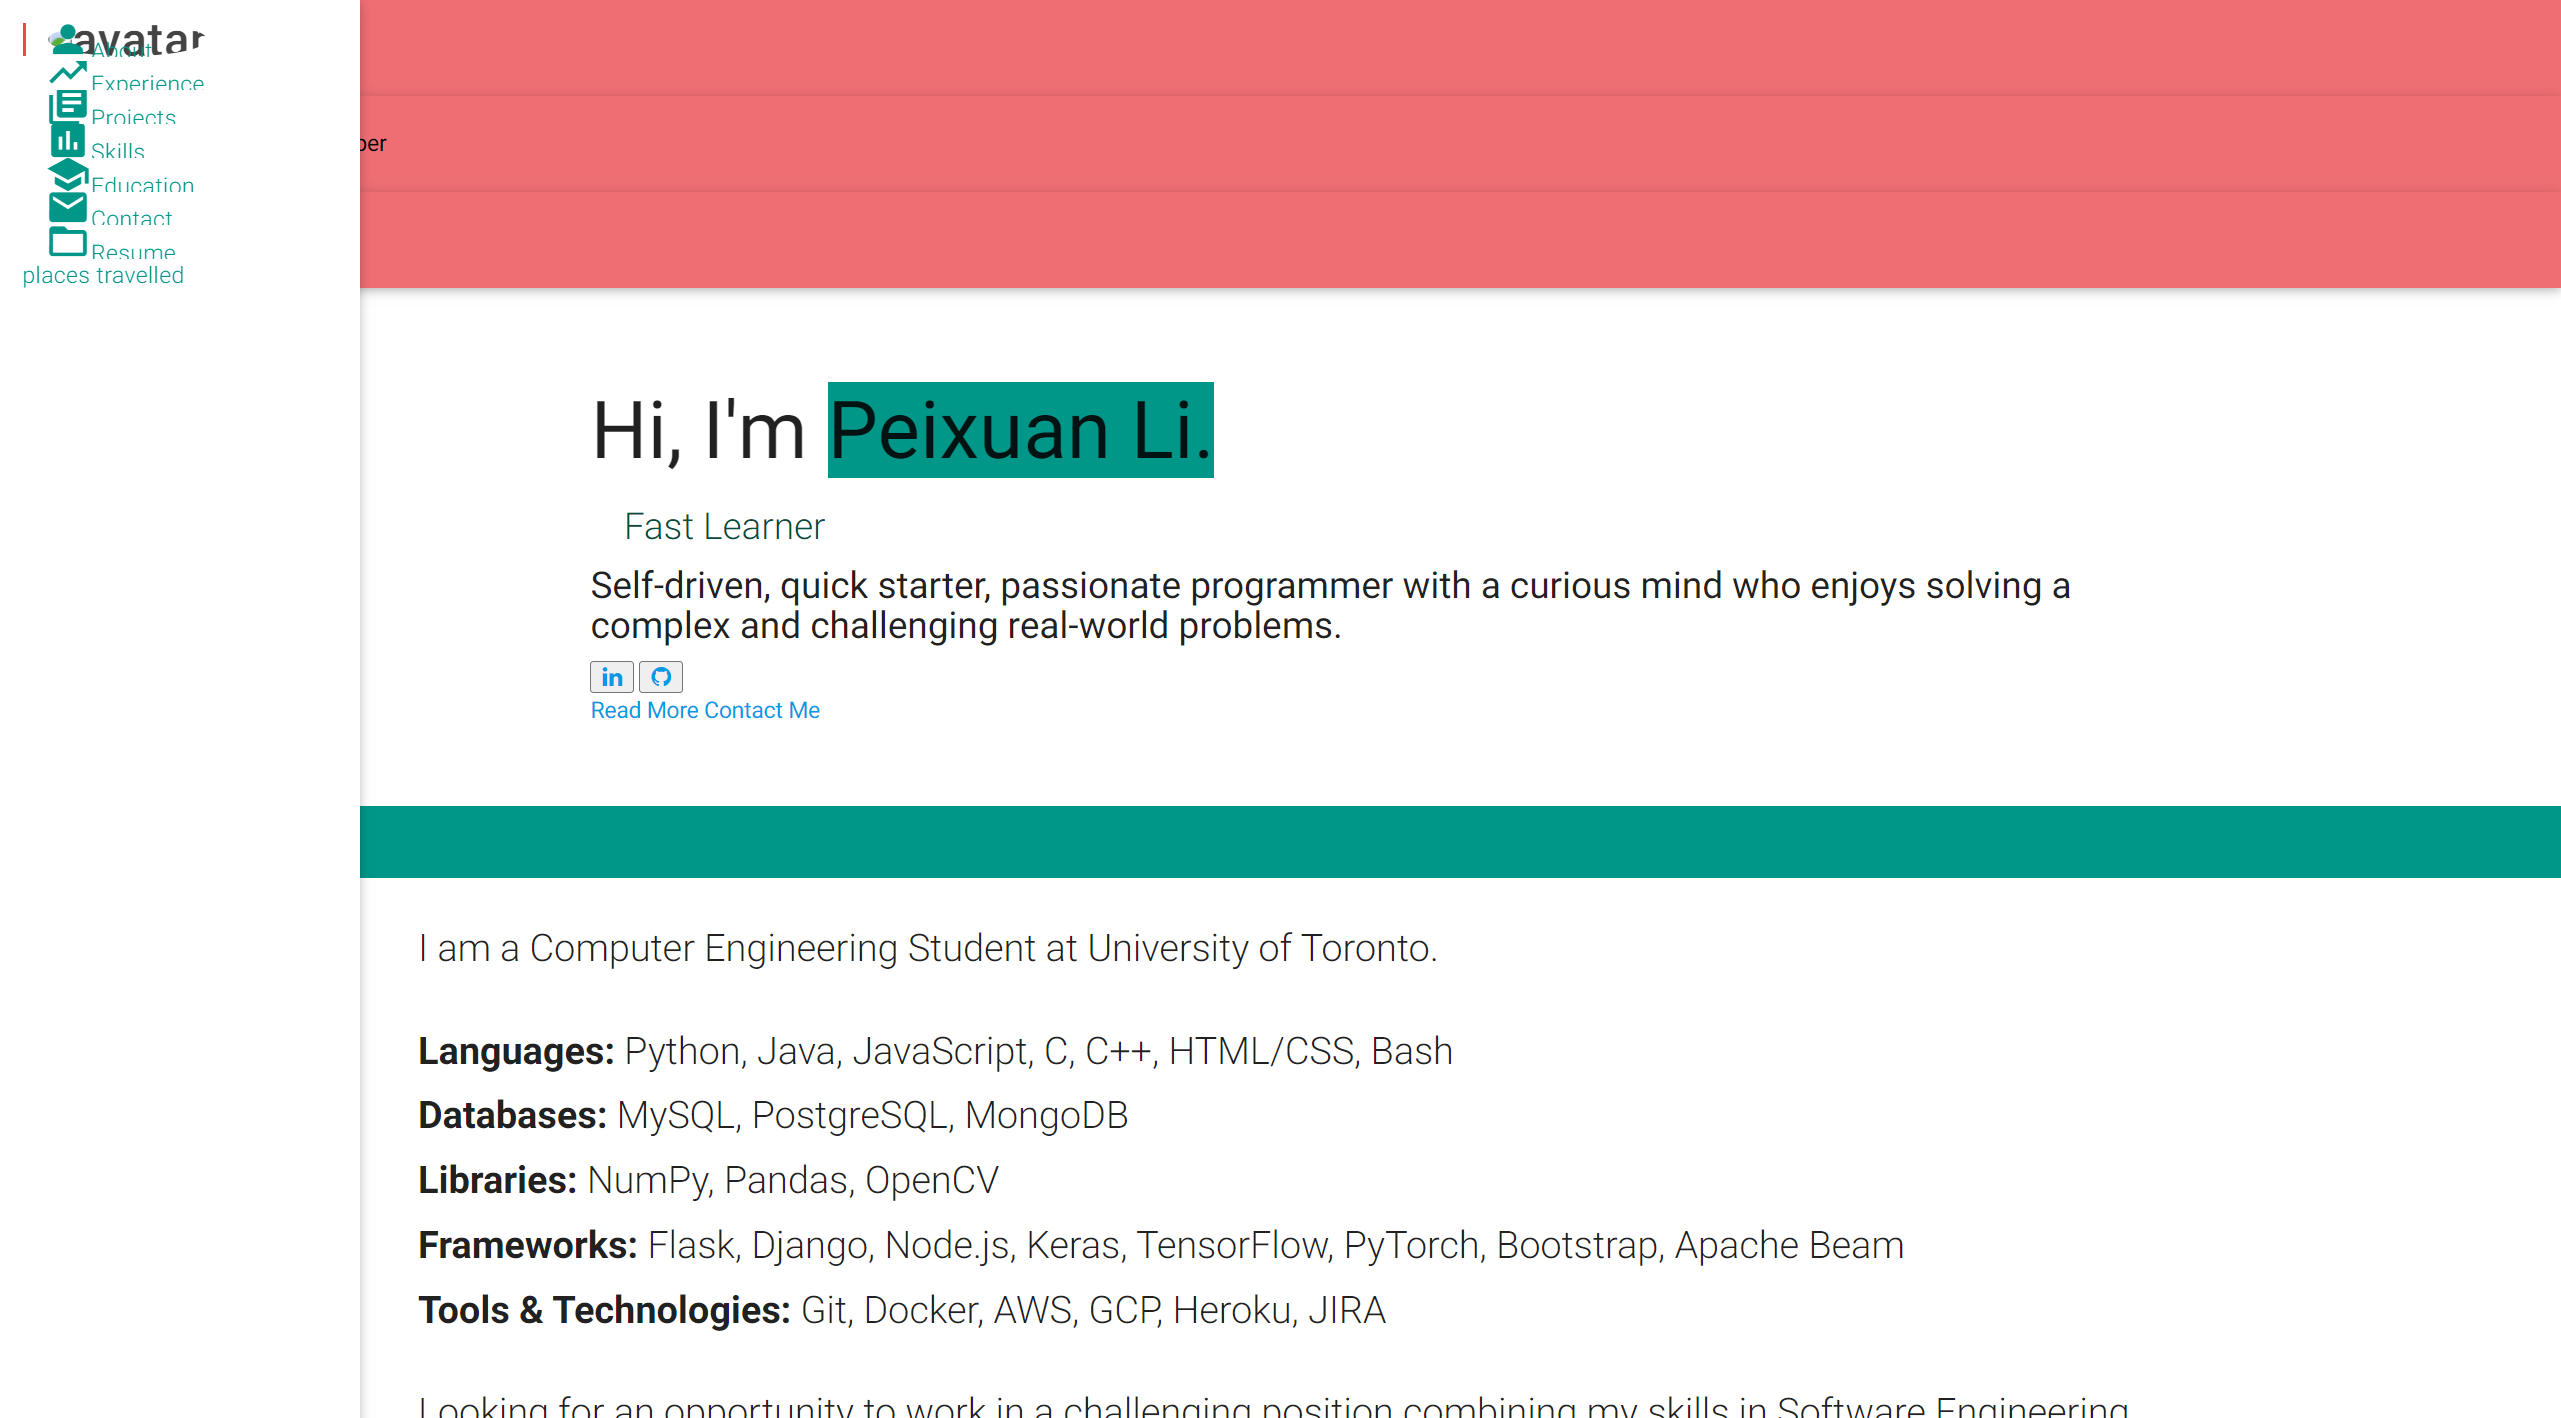 avatar
About
Experience
Projects
Skills
Education
Contact
Resume
places travelled
per
Hi, I'm Peixuan Li.
Fast Learner
Self-driven, quick starter, passionate programmer with a curious mind who enjoys solving a
complex and challenging real-world problems.
in
Read More Contact Me
I am a Computer Engineering Student at University of Toronto.
Languages: Python, Java, JavaScript, C, C++, HTML/CSS, Bash
Databases: MySQL, PostgreSQL, MongoDB
Libraries: NumPy, Pandas, OpenCV
Frameworks: Flask, Django, Node.js, Keras, TensorFlow, PyTorch, Bootstrap, Apache Beam
Tools & Technologies: Git, Docker, AWS, GCP, Heroku, JIRA
Looking for an opportunity to work in a challenging position combining my skills in Software Engineering,